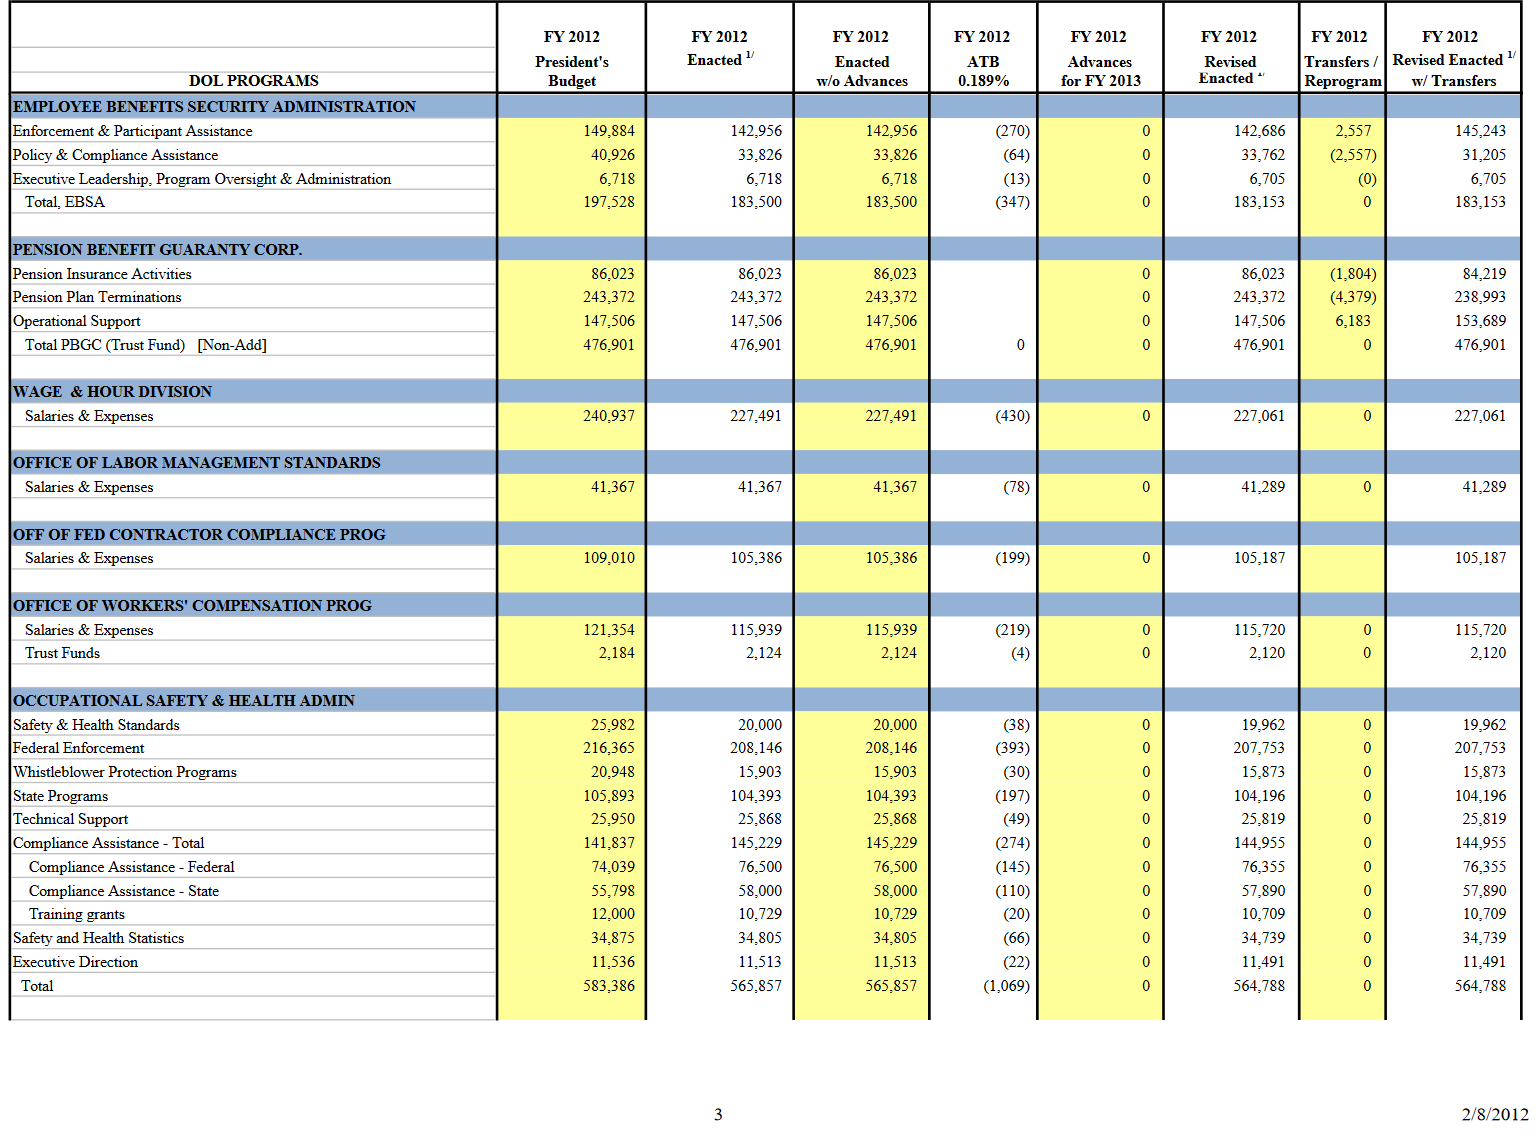 FY 2012 FY 2012 FY 2012 FY 2012 FY 2012 FY 2012 FY 2012 FY 2012
President's Enacted 1/ Enacted ATB Advances Revised Transfers / Revised Enacted 1/
DOL PROGRAMS Budget w/o Advances 0.189% for FY 2013 Enacted 1/ Reprogram w/ Transfers
EMPLOYEE BENEFITS SECURITY ADMINISTRATION
Enforcement & Participant Assistance 149,884 142,956 142,956 (270) 0 142,686 2,557 145,243
Policy & Compliance Assistance 40,926 33,826 33,826 (64) 0 33,762 (2,557) 31,205
Executive Leadership, Program Oversight & Administration 6,718 6,718 6,718 (13) 0 6,705 (0) 6,705
Total, EBSA 197,528 183,500 183,500 (347) 0 183,153 0 183,153
PENSION BENEFIT GUARANTY CORP.
Pension Insurance Activities 86,023 86,023 86,023 0 86,023 (1,804) 84,219
Pension Plan Terminations 243,372 243,372 243,372 0 243,372 (4,379) 238,993
Operational Support 147,506 147,506 147,506 0 147,506 6,183 153,689
Total PBGC (Trust Fund) [Non-Add] 476,901 476,901 476,901 0 0 476,901 0 476,901
WAGE & HOUR DIVISION
Salaries & Expenses 240,937 227,491 227,491 (430) 0 227,061 0 227,061
OFFICE OF LABOR MANAGEMENT STANDARDS
Salaries & Expenses 41,367 41,367 41,367 (78) 0 41,289 0 41,289
OFF OF FED CONTRACTOR COMPLIANCE PROG
Salaries & Expenses 109,010 105,386 105,386 (199) 0 105,187 105,187
OFFICE OF WORKERS' COMPENSATION PROG
Salaries & Expenses 121,354 115,939 115,939 (219) 0 115,720 0 115,720
Trust Funds 2,184 2,124 2,124 (4) 0 2,120 0 2,120
OCCUPATIONAL SAFETY & HEALTH ADMIN
Safety & Health Standards 25,982 20,000 20,000 (38) 0 19,962 0 19,962
Federal Enforcement 216,365 208,146 208,146 (393) 0 207,753 0 207,753
Whistleblower Protection Programs 20,948 15,903 15,903 (30) 0 15,873 0 15,873
State Programs 105,893 104,393 104,393 (197) 0 104,196 0 104,196
Technical Support 25,950 25,868 25,868 (49) 0 25,819 0 25,819
Compliance Assistance - Total 141,837 145,229 145,229 (274) 0 144,955 0 144,955
Compliance Assistance - Federal 74,039 76,500 76,500 (145) 0 76,355 0 76,355
Compliance Assistance - State 55,798 58,000 58,000 (110) 0 57,890 0 57,890
Training grants 12,000 10,729 10,729 (20) 0 10,709 0 10,709
Safety and Health Statistics 34,875 34,805 34,805 (66) 0 34,739 0 34,739
Executive Direction 11,536 11,513 11,513 (22) 0 11,491 0 11,491
Total 583,386 565,857 565,857 (1,069) 0 564,788 0 564,788
3 2/8/2012